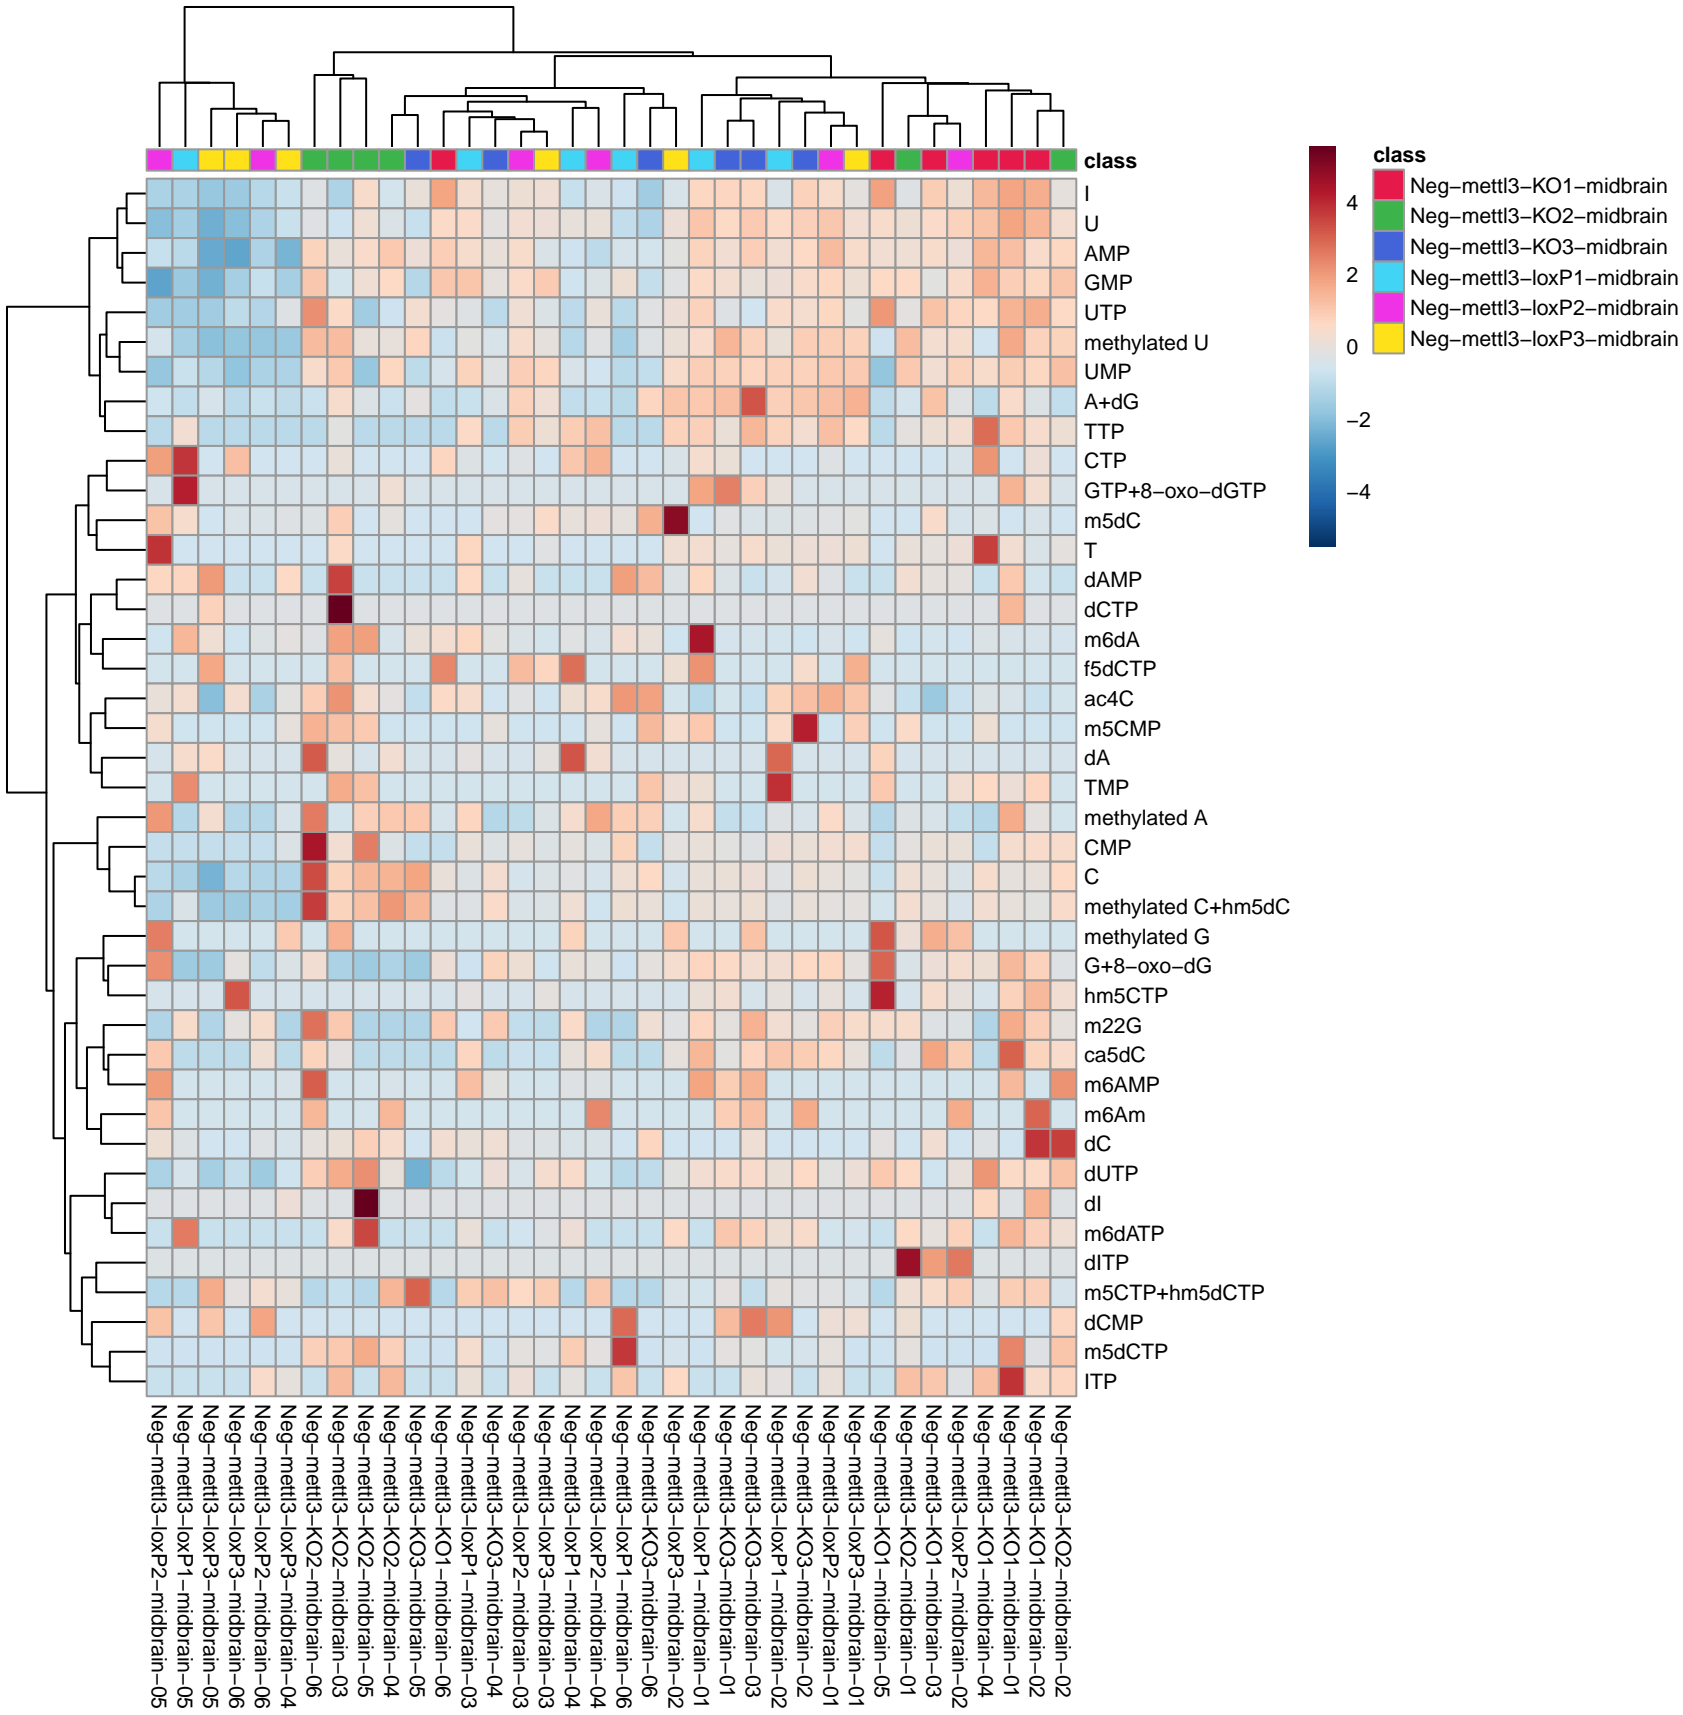 class
I
U
AMP
GMP
UTP
methylated U
UMP
A+dG
TTP
CTP
GTP+8−oxo−dGTP
m5dC
T
dAMP
dCTP
m6dA
f5dCTP
ac4C
m5CMP
dA
TMP
methylated A
CMP
C
methylated C+hm5dC
methylated G
G+8−oxo−dG
hm5CTP
m22G
ca5dC
m6AMP
m6Am
dC
dUTP
dI
m6dATP
dITP
m5CTP+hm5dCTP
dCMP
m5dCTP
ITP
Neg−mettl3−loxP2−midbrain−05
Neg−mettl3−loxP1−midbrain−05
Neg−mettl3−loxP3−midbrain−05
Neg−mettl3−loxP3−midbrain−06
Neg−mettl3−loxP2−midbrain−06
Neg−mettl3−loxP3−midbrain−04
Neg−mettl3−KO2−midbrain−06
Neg−mettl3−KO2−midbrain−03
Neg−mettl3−KO2−midbrain−05
Neg−mettl3−KO2−midbrain−04
Neg−mettl3−KO3−midbrain−05
Neg−mettl3−KO1−midbrain−06
Neg−mettl3−loxP1−midbrain−03
Neg−mettl3−KO3−midbrain−04
Neg−mettl3−loxP2−midbrain−03
Neg−mettl3−loxP3−midbrain−03
Neg−mettl3−loxP1−midbrain−04
Neg−mettl3−loxP2−midbrain−04
Neg−mettl3−loxP1−midbrain−06
Neg−mettl3−KO3−midbrain−06
Neg−mettl3−loxP3−midbrain−02
Neg−mettl3−loxP1−midbrain−01
Neg−mettl3−KO3−midbrain−01
Neg−mettl3−KO3−midbrain−03
Neg−mettl3−loxP1−midbrain−02
Neg−mettl3−KO3−midbrain−02
Neg−mettl3−loxP2−midbrain−01
Neg−mettl3−loxP3−midbrain−01
Neg−mettl3−KO1−midbrain−05
Neg−mettl3−KO2−midbrain−01
Neg−mettl3−KO1−midbrain−03
Neg−mettl3−loxP2−midbrain−02
Neg−mettl3−KO1−midbrain−04
Neg−mettl3−KO1−midbrain−01
Neg−mettl3−KO1−midbrain−02
Neg−mettl3−KO2−midbrain−02
4
2
0
−2
−4
class
Neg−mettl3−KO1−midbrain
Neg−mettl3−KO2−midbrain
Neg−mettl3−KO3−midbrain
Neg−mettl3−loxP1−midbrain
Neg−mettl3−loxP2−midbrain
Neg−mettl3−loxP3−midbrain